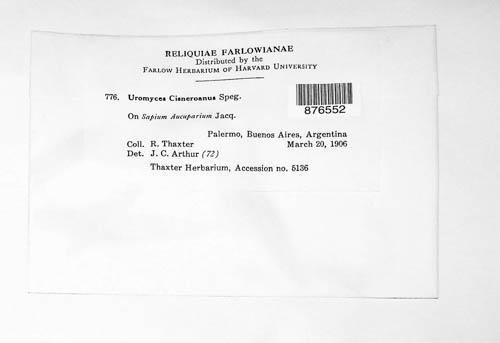 RELIQUIAE FARLOWIANAE
Distributed by the
FARLOW HERBARIUM OF HARVARD UNIVERSITY
776. Uromyces Cisneroanus Speg.
876552
On Sapium Aucuparium Jacq.
Palermo, Buenos Aires, Argentina
Coll. R. Thaxter March 20, 1906
Det. J. C. Arthur (72)
Thaxter Herbarium, Accession no. 5136